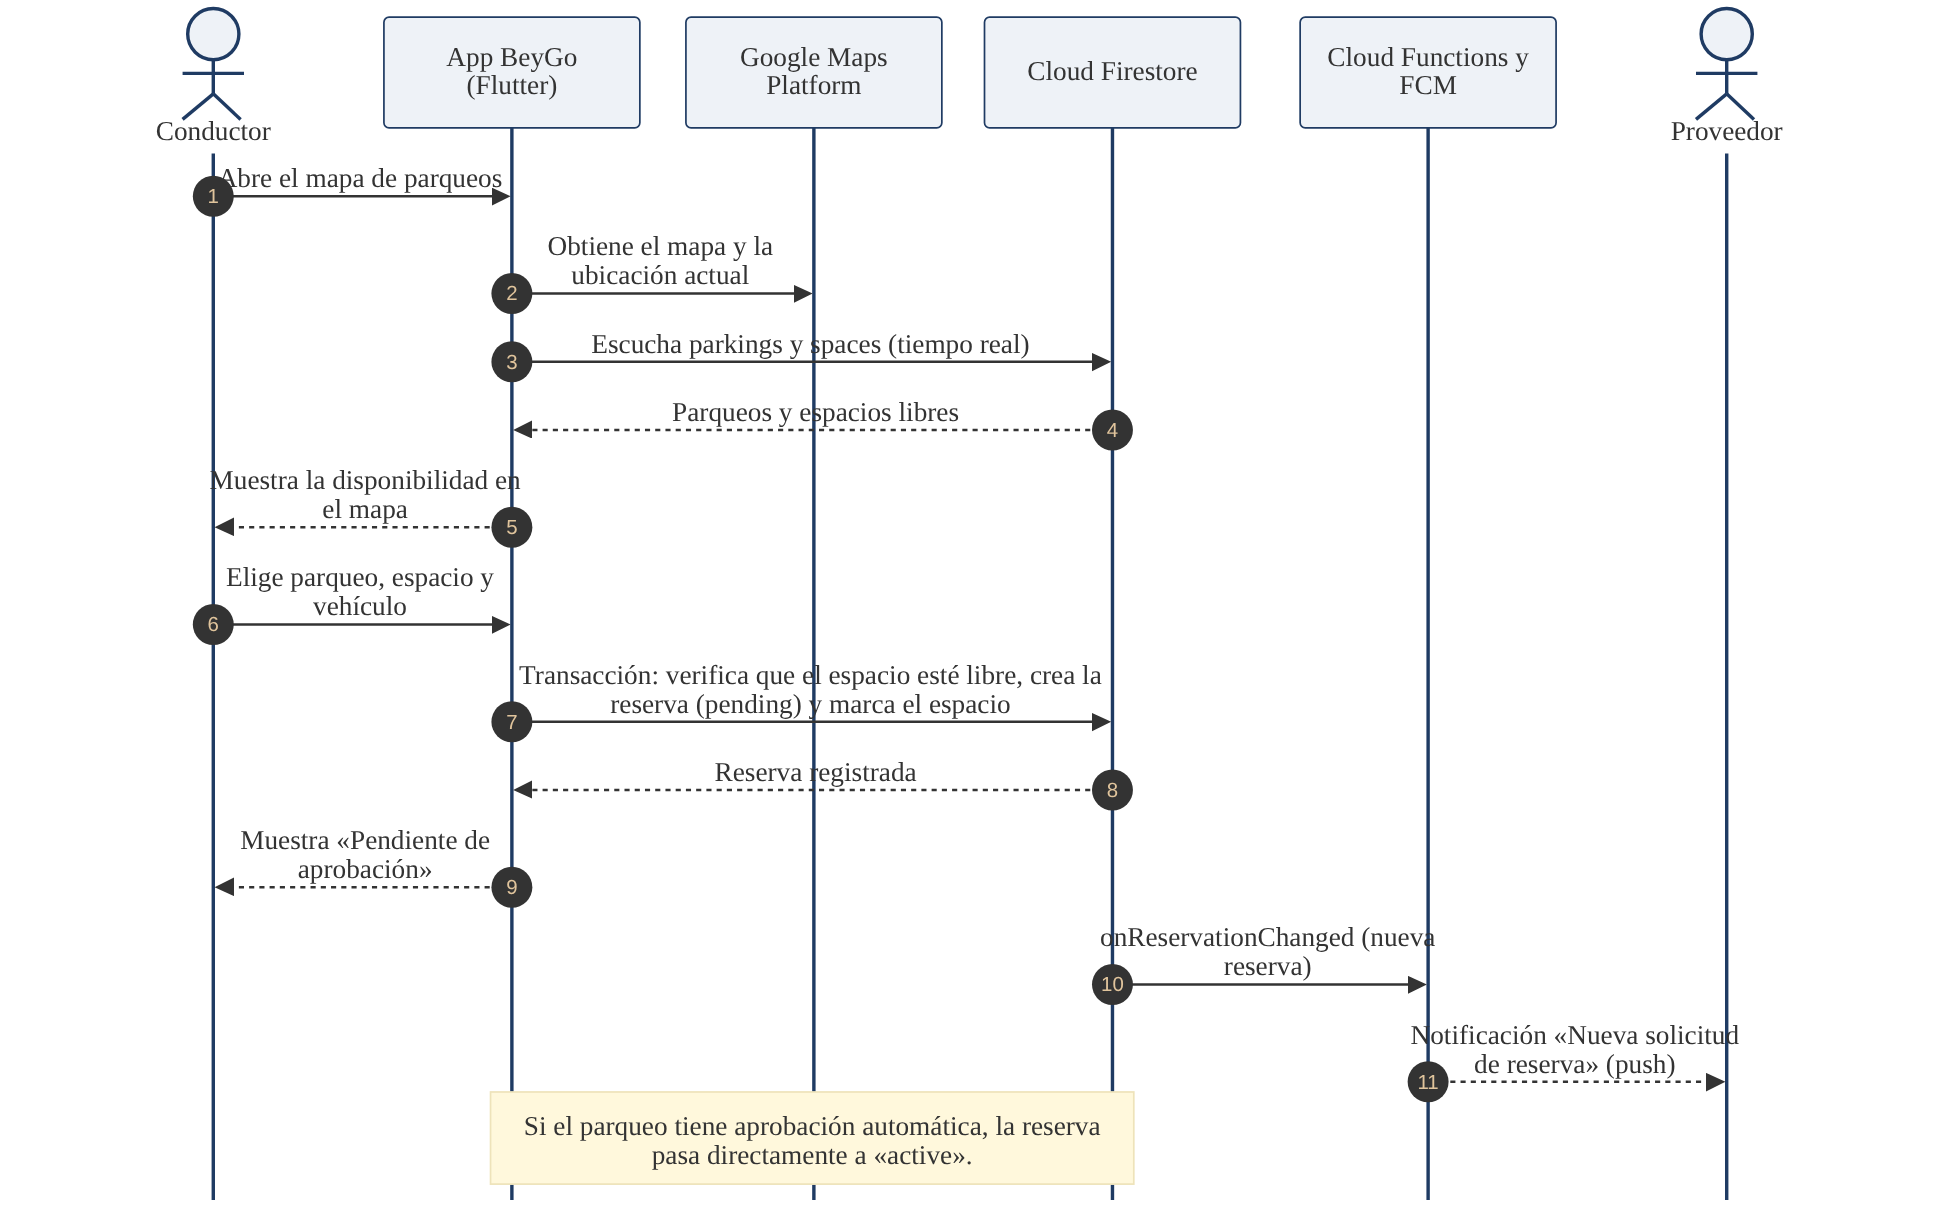 Conductor
App BeyGo
(Flutter)
Google Maps
Platform
Cloud Firestore
Cloud Functions y
FCM
Proveedor
Abre el mapa de parqueos
1
Obtiene el mapa y la
ubicación actual
2
Escucha parkings y spaces (tiempo real)
3
Parqueos y espacios libres
4
Muestra la disponibilidad en
el mapa
5
Elige parqueo, espacio y
vehículo
6
Transacción: verifica que el espacio esté libre, crea la
reserva (pending) y marca el espacio
7
Reserva registrada
8
Muestra «Pendiente de
aprobación»
9
onReservationChanged (nueva
reserva)
10
Notificación «Nueva solicitud
de reserva» (push)
11
Si el parqueo tiene aprobación automática, la reserva
pasa directamente a «active».